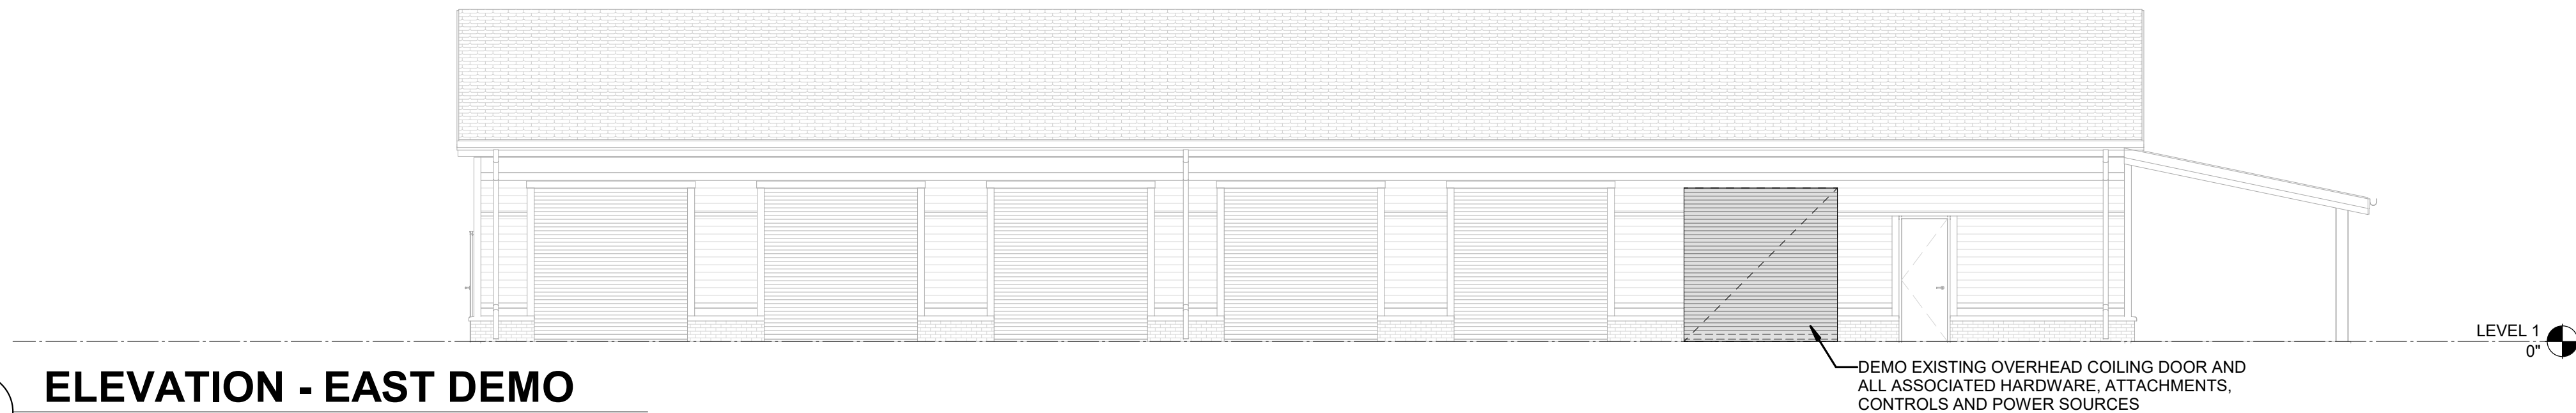 LEVEL 1
0"
DEMO EXISTING OVERHEAD COILING DOOR AND
ALL ASSOCIATED HARDWARE, ATTACHMENTS,
CONTROLS AND POWER SOURCES
ELEVATION - EAST DEMO